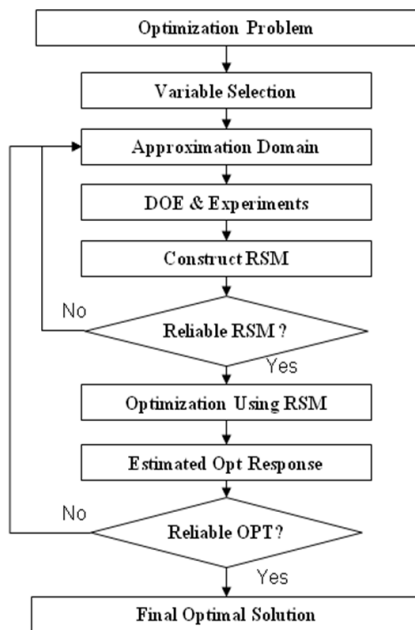 Optimization Problem
Variable Selection
Approximation Domain
DOE & Experiments
Construct RSM
No
Reliable RSM ?
Yes
Optimization Using RSM
Estimated Opt Response
No
Reliable OPT?
Yes
Final Optimal Solution